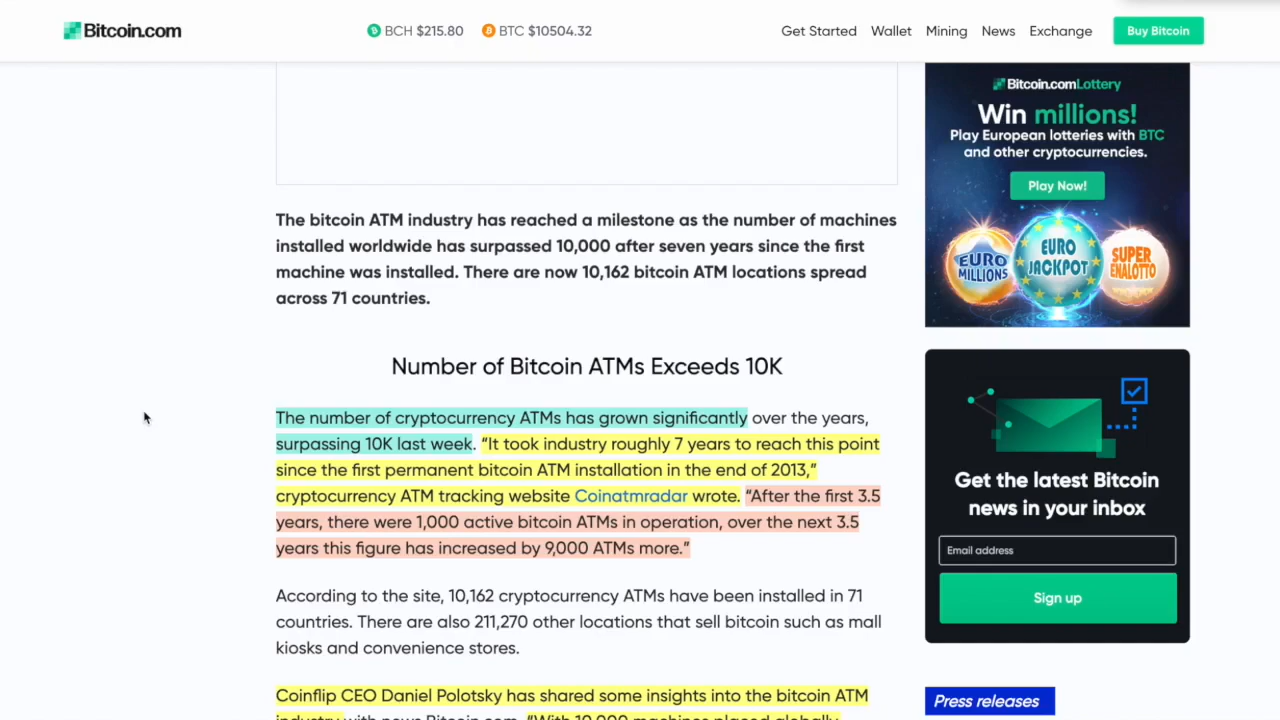 Bitcoin.com
BCH $215.80
BTC $10504.32
Get Started
Wallet
Mining
News
Exchange
Buy Bitcoin
The bitcoin ATM industry has reached a milestone as the number of machines
installed worldwide has surpassed 10,000 after seven years since the first
machine was installed. There are now 10,162 bitcoin ATM locations spread
across 71 countries.
Number of Bitcoin ATMs Exceeds 10K
The number of cryptocurrency ATMs has grown significantly over the years,
surpassing 10K last week. “It took industry roughly 7 years to reach this point
since the first permanent bitcoin ATM installation in the end of 2013,”
cryptocurrency ATM tracking website Coinatmradar wrote. “After the first 3.5
years, there were 1,000 active bitcoin ATMs in operation, over the next 3.5
years this figure has increased by 9,000 ATMs more.”
According to the site, 10,162 cryptocurrency ATMs have been installed in 71
countries. There are also 211,270 other locations that sell bitcoin such as mall
kiosks and convenience stores.
Coinflip CEO Daniel Polotsky has shared some insights into the bitcoin ATM
industry with news.Bitcoin.com. “With 10,000 machines placed globally,
Bitcoin.comLottery
Win millions!
Play European lotteries with BTC
and other cryptocurrencies.
Play Now!
EURO
MILLIONS
EURO
JACKPOT
SUPER
ENALOTTO
Get the latest Bitcoin
news in your inbox
Email address
Sign up
Press releases